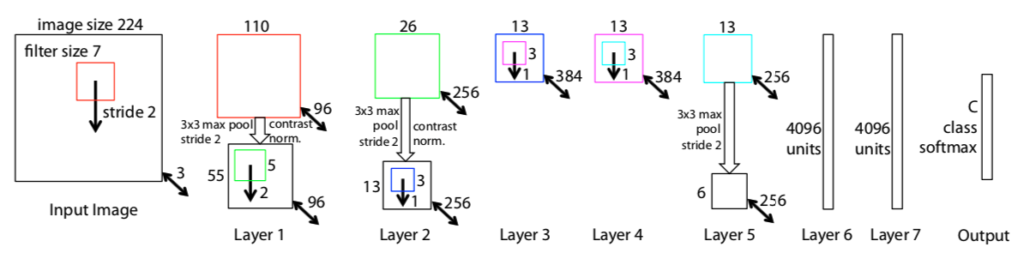 image size 224
filter size 7
stride 2
3
Input Image
110
96
3x3 max pool
stride 2
contrast
norm.
55
5
2
96
Layer 1
26
256
3x3 max
pool
stride 2
contrast
norm.
13
3
1
256
Layer 2
13
3
1
384
Layer 3
13
3
1
384
Layer 4
13
256
3x3 max
pool
stride 2
6
256
Layer 5
4096
units
Layer 6
4096
units
Layer 7
C
class
softmax
Output